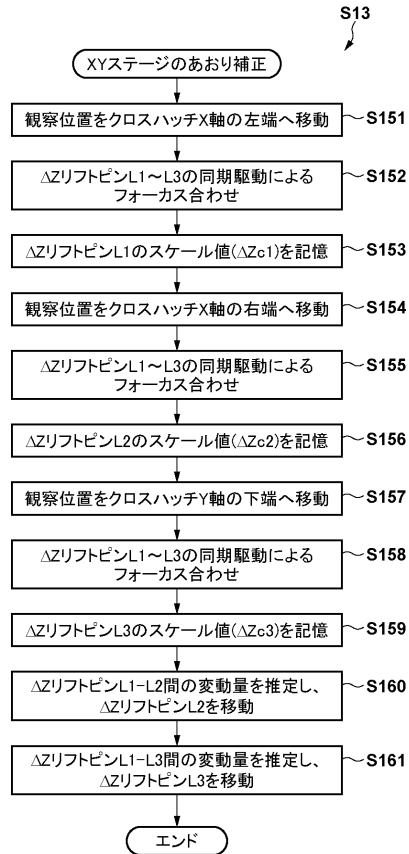 S13
XYステージのあおり補正
観察位置をクロスハッチX軸の左端へ移動
S151
ΔZリフトピンL1～L3の同期駆動による
フォーカス合わせ
S152
ΔZリフトピンL1のスケール値(ΔZc1)を記憶
S153
観察位置をクロスハッチX軸の右端へ移動
S154
ΔZリフトピンL1～L3の同期駆動による
フォーカス合わせ
S155
ΔZリフトピンL2のスケール値(ΔZc2)を記憶
S156
観察位置をクロスハッチY軸の下端へ移動
S157
ΔZリフトピンL1～L3の同期駆動による
フォーカス合わせ
S158
ΔZリフトピンL3のスケール値(ΔZc3)を記憶
S159
ΔZリフトピンL1-L2間の変動量を推定し、
ΔZリフトピンL2を移動
S160
ΔZリフトピンL1-L3間の変動量を推定し、
ΔZリフトピンL3を移動
S161
エンド